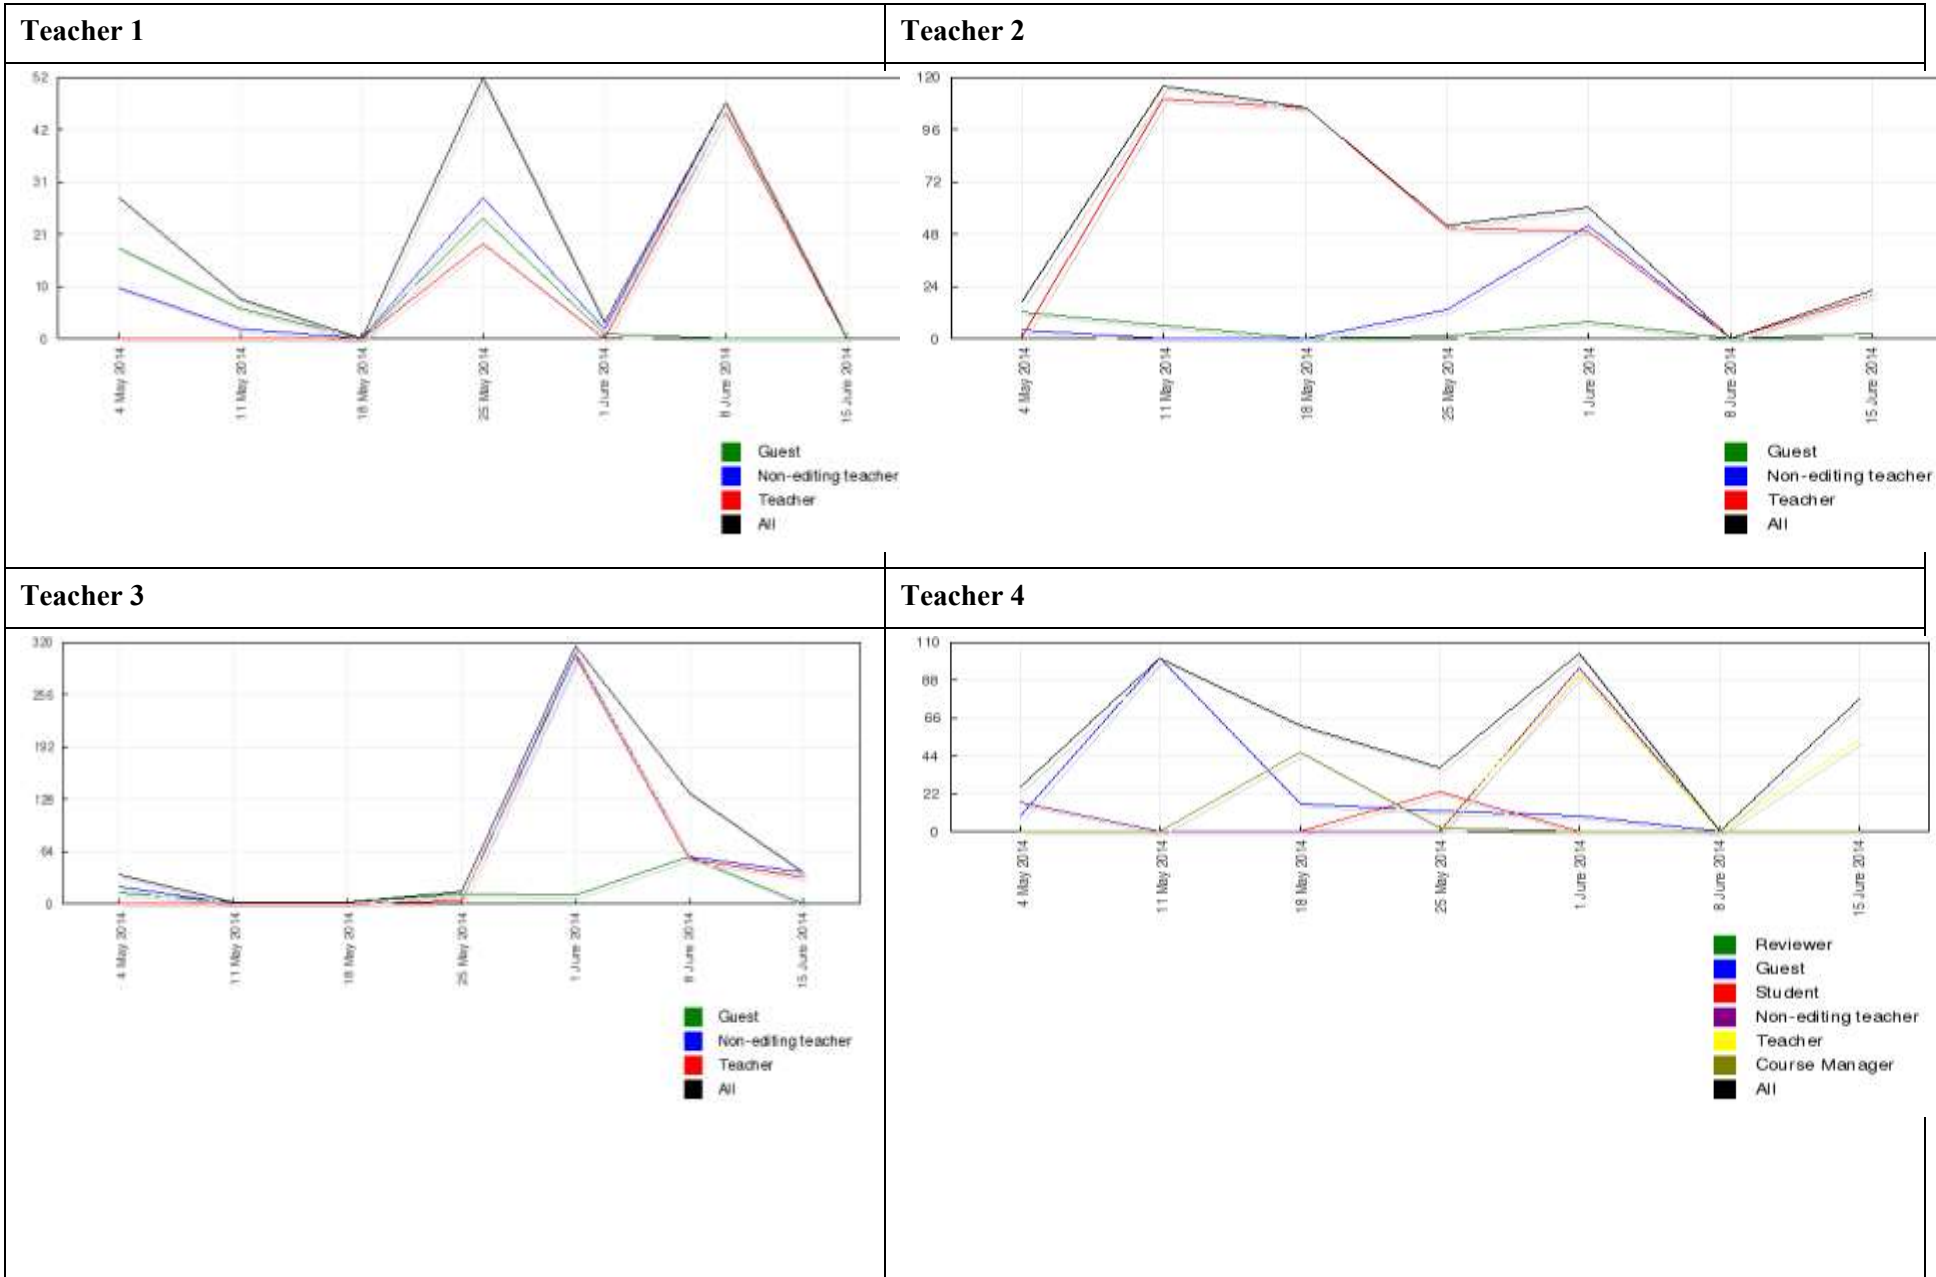 Teacher 1
Teacher 2
52
42
31
21
10
0
4 May 2014
11 May 2014
18 May 2014
25 May 2014
1 June 2014
8 June 2014
15 June 2014
Guest
Non-editing teacher
Teacher
All
120
96
72
48
24
0
4 May 2014
11 May 2014
18 May 2014
25 May 2014
1 June 2014
8 June 2014
15 June 2014
Guest
Non-editing teacher
Teacher
All
Teacher 3
Teacher 4
320
256
192
128
64
0
4 May 2014
11 May 2014
18 May 2014
25 May 2014
1 June 2014
8 June 2014
15 June 2014
Guest
Non-editing teacher
Teacher
All
110
88
66
44
22
0
4 May 2014
11 May 2014
18 May 2014
25 May 2014
1 June 2014
8 June 2014
15 June 2014
Reviewer
Guest
Student
Non-editing teacher
Teacher
Course Manager
All